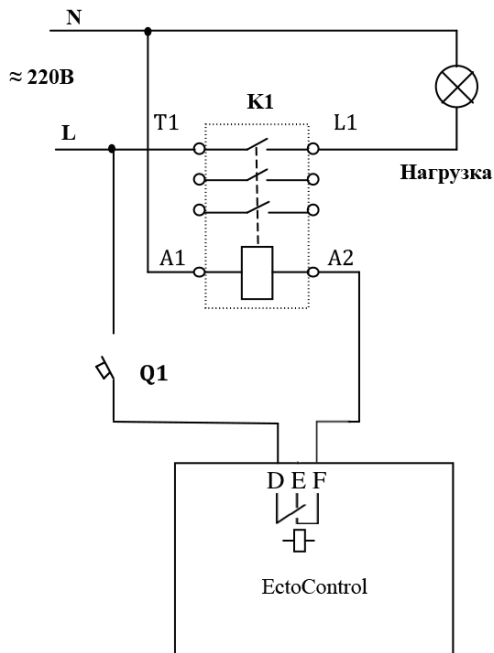 N
≈ 220В
K1
L
T1
L1
Нагрузка
A1
A2
Q1
D E F
EctoControl